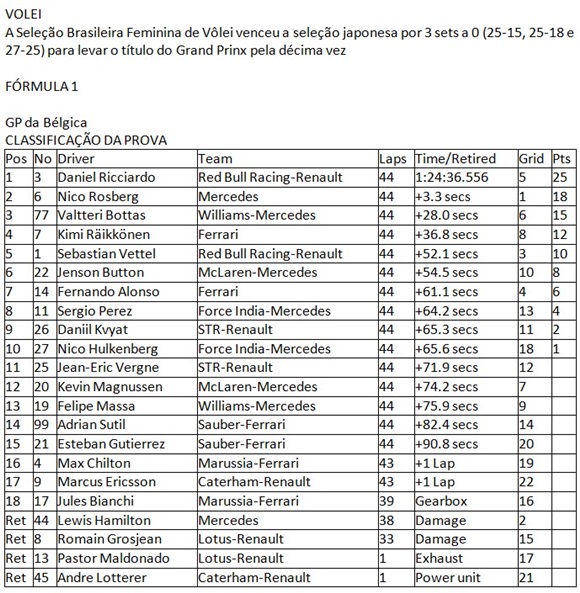 VOLEI
A Seleção Brasileira Feminina de Vôlei venceu a seleção japonesa por 3 sets a 0 (25-15, 25-18 e
27-25) para levar o título do Grand Prinx pela décima vez
FÓRMULA 1
GP da Bélgica
CLASSIFICAÇÃO DA PROVA
Pos No Driver Team Laps Time/Retired Grid Pts
1 3 Daniel Ricciardo Red Bull Racing-Renault 44 1:24:36.556 5 25
2 6 Nico Rosberg Mercedes 44 +3.3 secs 1 18
3 77 Valtteri Bottas Williams-Mercedes 44 +28.0 secs 6 15
4 7 Kimi Räikkönen Ferrari 44 +36.8 secs 8 12
5 1 Sebastian Vettel Red Bull Racing-Renault 44 +52.1 secs 3 10
6 22 Jenson Button McLaren-Mercedes 44 +54.5 secs 10 8
7 14 Fernando Alonso Ferrari 44 +61.1 secs 4 6
8 11 Sergio Perez Force India-Mercedes 44 +64.2 secs 13 4
9 26 Daniil Kvyat STR-Renault 44 +65.3 secs 11 2
10 27 Nico Hulkenberg Force India-Mercedes 44 +65.6 secs 18 1
11 25 Jean-Eric Vergne STR-Renault 44 +71.9 secs 12
12 20 Kevin Magnussen McLaren-Mercedes 44 +74.2 secs 7
13 19 Felipe Massa Williams-Mercedes 44 +75.9 secs 9
14 99 Adrian Sutil Sauber-Ferrari 44 +82.4 secs 14
15 21 Esteban Gutierrez Sauber-Ferrari 44 +90.8 secs 20
16 4 Max Chilton Marussia-Ferrari 43 +1 Lap 19
17 9 Marcus Ericsson Caterham-Renault 43 +1 Lap 22
18 17 Jules Bianchi Marussia-Ferrari 39 Gearbox 16
Ret 44 Lewis Hamilton Mercedes 38 Damage 2
Ret 8 Romain Grosjean Lotus-Renault 33 Damage 15
Ret 13 Pastor Maldonado Lotus-Renault 1 Exhaust 17
Ret 45 Andre Lotterer Caterham-Renault 1 Power unit 21